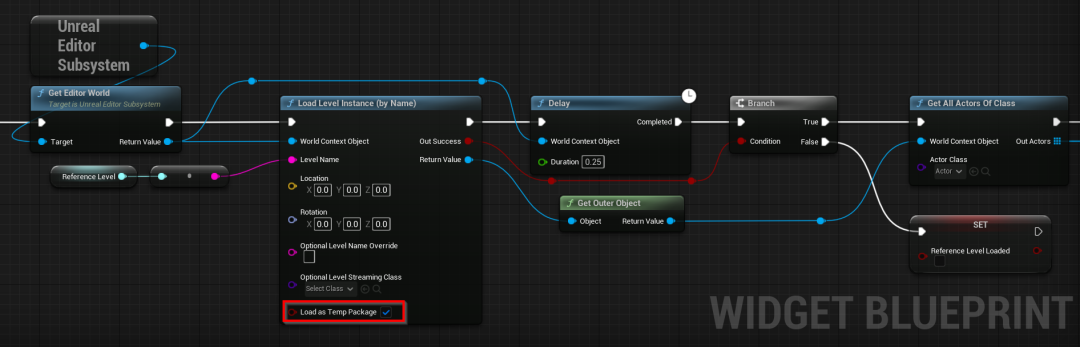 Unreal
Editor
Subsystem
Get Editor World
Target is Unreal Editor Subsystem
Target
Return Value
Reference Level
Load Level Instance (by Name)
World Context Object
Out Success
Level Name
Return Value
Location
X 0.0 Y 0.0 Z 0.0
Rotation
X 0.0 Y 0.0 Z 0.0
Optional Level Name Override
Optional Level Streaming Class
Select Class
Load as Temp Package
Delay
Completed
World Context Object
Duration 0.25
Get Outer Object
Object
Return Value
Branch
True
Condition
False
Get All Actors Of Class
World Context Object
Out Actors
Actor Class
Actor
SET
Reference Level Loaded
WIDGET BLUEPRINT